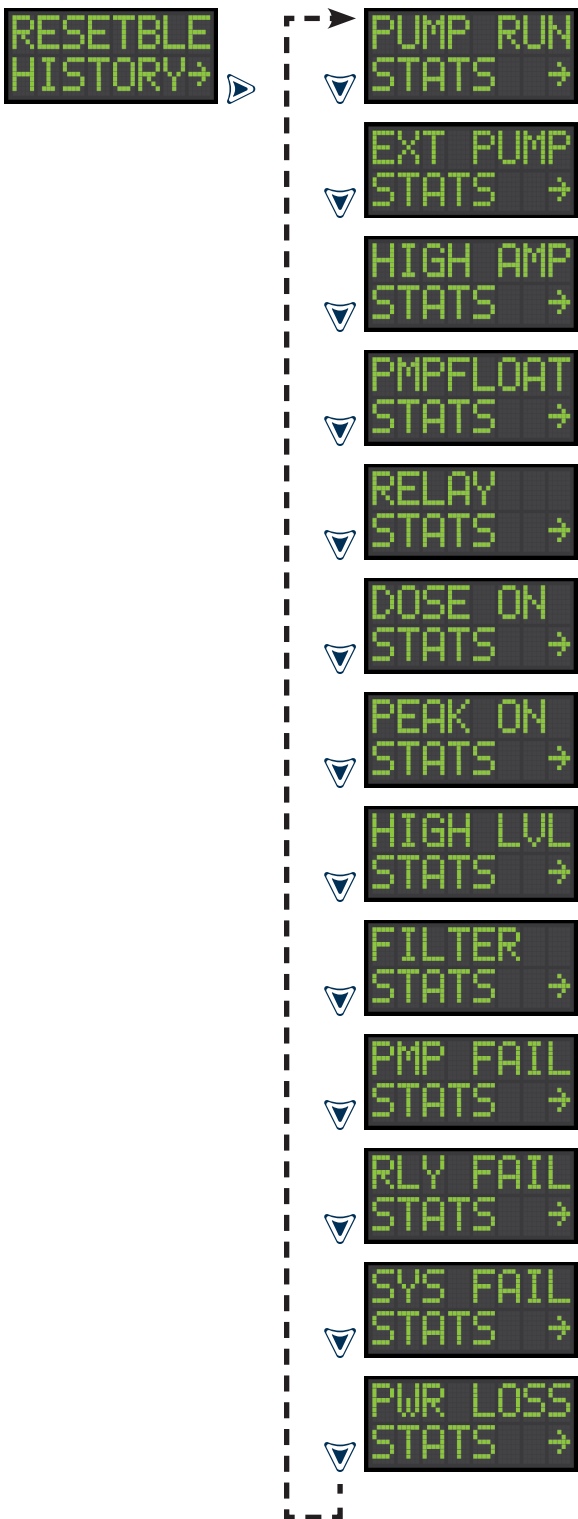 RESETBLE
HISTORY→
PUMP RUN
STATS →
EXT PUMP
STATS →
HIGH AMP
STATS →
PMPFLOAT
STATS →
RELAY
STATS →
DOSE ON
STATS →
PEAK ON
STATS →
HIGH LVL
STATS →
FILTER
STATS →
PMP FAIL
STATS →
RLY FAIL
STATS →
SYS FAIL
STATS →
PWR LOSS
STATS →